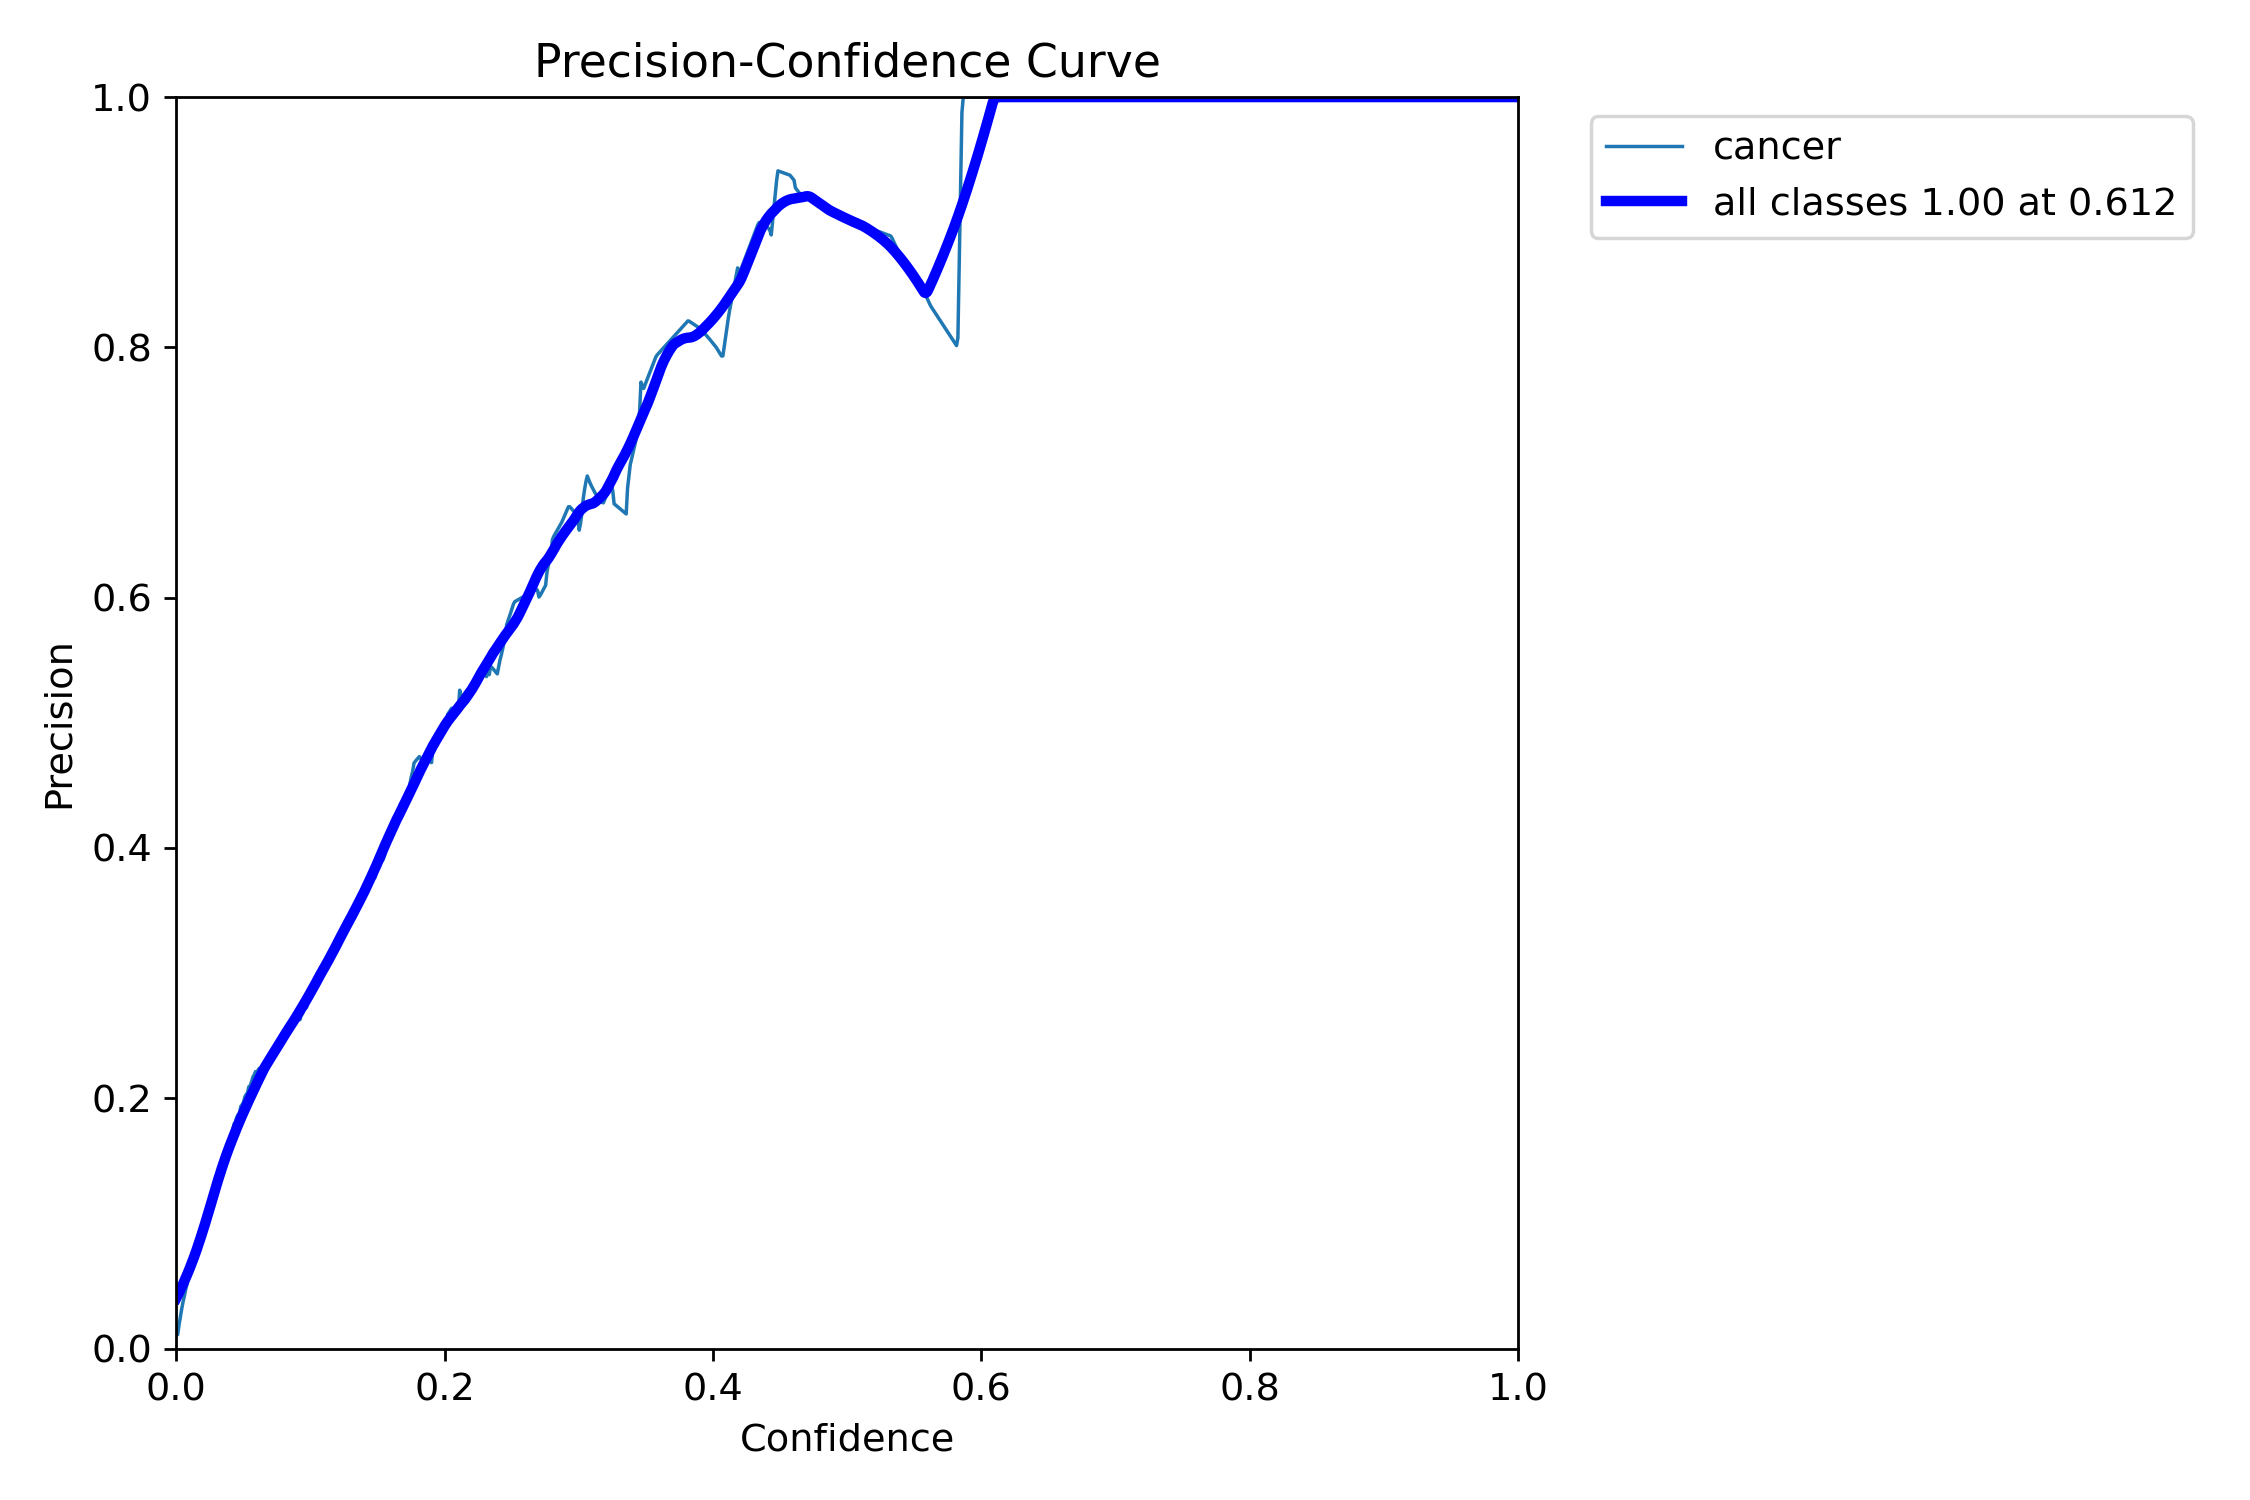 Precision-Confidence Curve
1.0
0.8
0.6
0.4
0.2
0.0
Precision
0.0 0.2 0.4 0.6 0.8 1.0
Confidence
cancer
all classes 1.00 at 0.612